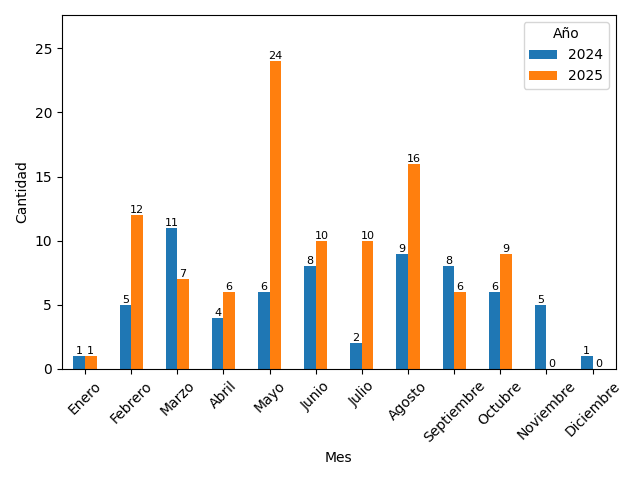 Año
2024
2025
25
20
15
10
5
0
Cantidad
1 1
5 12
11 7
4 6
6 24
8 10
2 10
9 16
8 6
6 9
5 0
1 0
Enero
Febrero
Marzo
Abril
Mayo
Junio
Julio
Agosto
Septiembre
Octubre
Noviembre
Diciembre
Mes